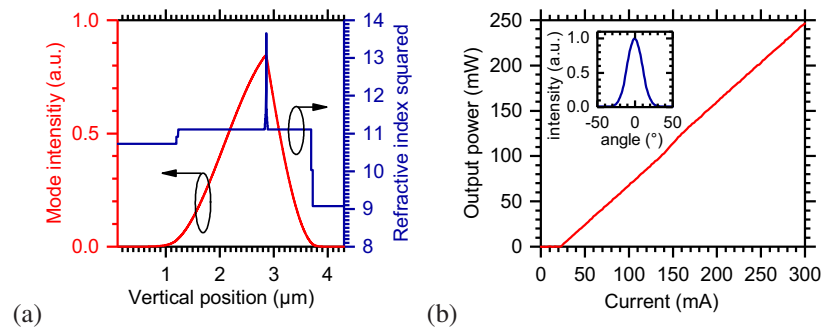 1.0
0.5
0.0
Mode intensitiy (a.u.)
14
13
12
11
10
9
8
Refractive index squared
1 2 3 4
Vertical position (µm)
(a)
250
200
150
100
50
0
Output power (mW)
0 50 100 150 200 250 300
Current (mA)
1.0
0.5
0.0
intensity
-50 0 50
angle (°)
(b)